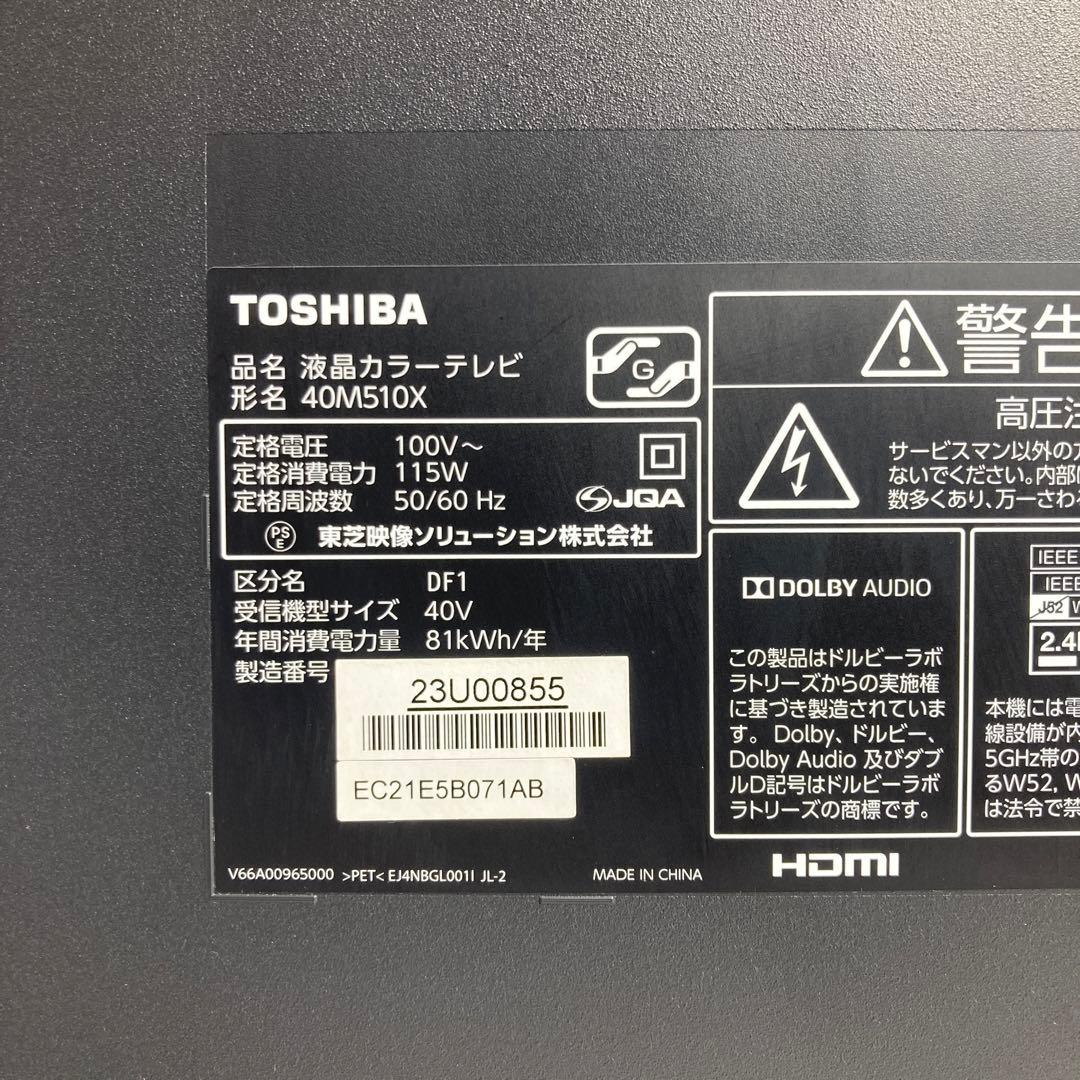 TOSHIBA
品名 液晶カラーテレビ
形名 40M510X
G
定格電圧 100V～
定格消費電力 115W
定格周波数 50/60 Hz
JQA
PSE 東芝映像ソリューション株式会社
区分名 DF1
受信機型サイズ 40V
年間消費電力量 81kWh/年
製造番号
23U00855
EC21E5B071AB
V66A00965000 >PET< EJ4NBGL001I JL-2
MADE IN CHINA
警告
高圧注
サービスマン以外の
ないでください。内部
数多くあり、万一さわ
DOLBY AUDIO
この製品はドルビーラボ
ラトリーズからの実施権
に基づき製造されていま
す。Dolby、ドルビー、
Dolby Audio 及びダブ
ルD記号はドルビーラボ
ラトリーズの商標です。
HDMI
IEEE
IEEE
J52 W
2.4
本機には電
線設備が内
5GHz帯の
るW52, W
は法令で禁